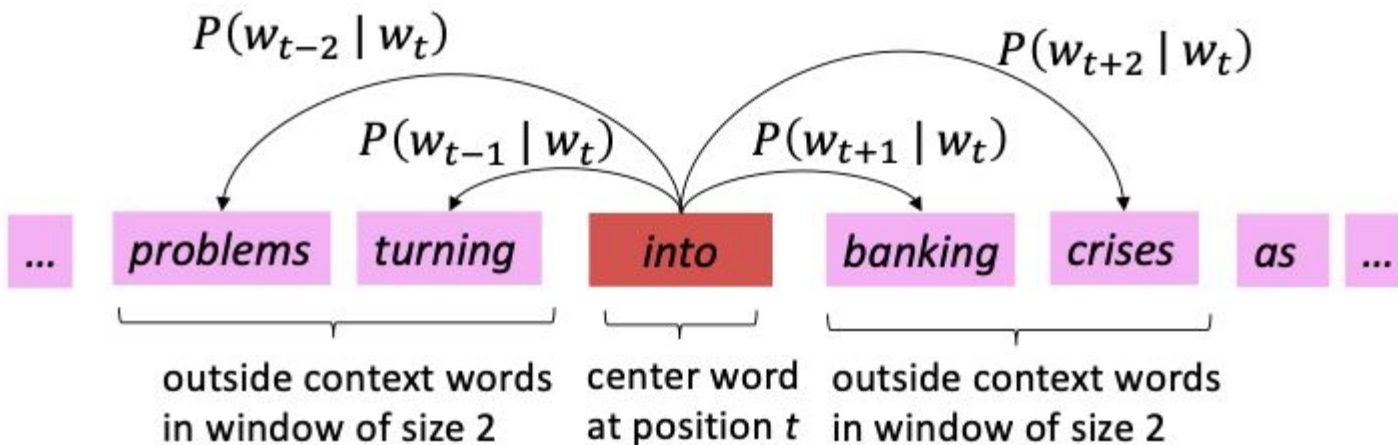 P(w_{t−2} | w_t)
P(w_{t+2} | w_t)
P(w_{t−1} | w_t)
P(w_{t+1} | w_t)
... problems turning into banking crises as ...
outside context words
in window of size 2
center word
at position t
outside context words
in window of size 2